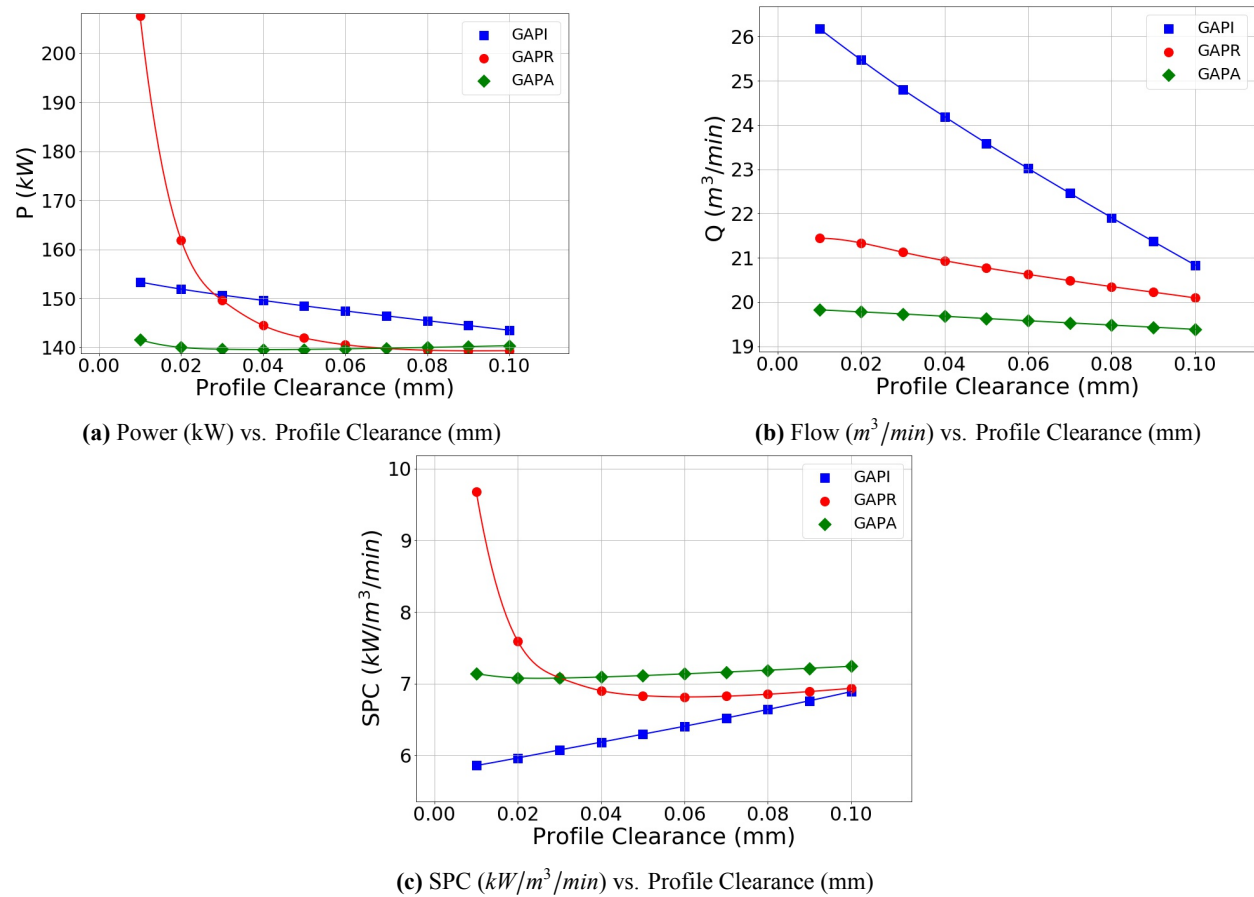 P (kW)
200
190
180
170
160
150
140
0.00 0.02 0.04 0.06 0.08 0.10
Profile Clearance (mm)
GAPI
GAPR
GAPA
(a) Power (kW) vs. Profile Clearance (mm)
Q (m³/min)
26
25
24
23
22
21
20
19
0.00 0.02 0.04 0.06 0.08 0.10
Profile Clearance (mm)
GAPI
GAPR
GAPA
(b) Flow (m³/min) vs. Profile Clearance (mm)
SPC (kW/m³/min)
10
9
8
7
6
0.00 0.02 0.04 0.06 0.08 0.10
Profile Clearance (mm)
GAPI
GAPR
GAPA
(c) SPC (kW/m³/min) vs. Profile Clearance (mm)